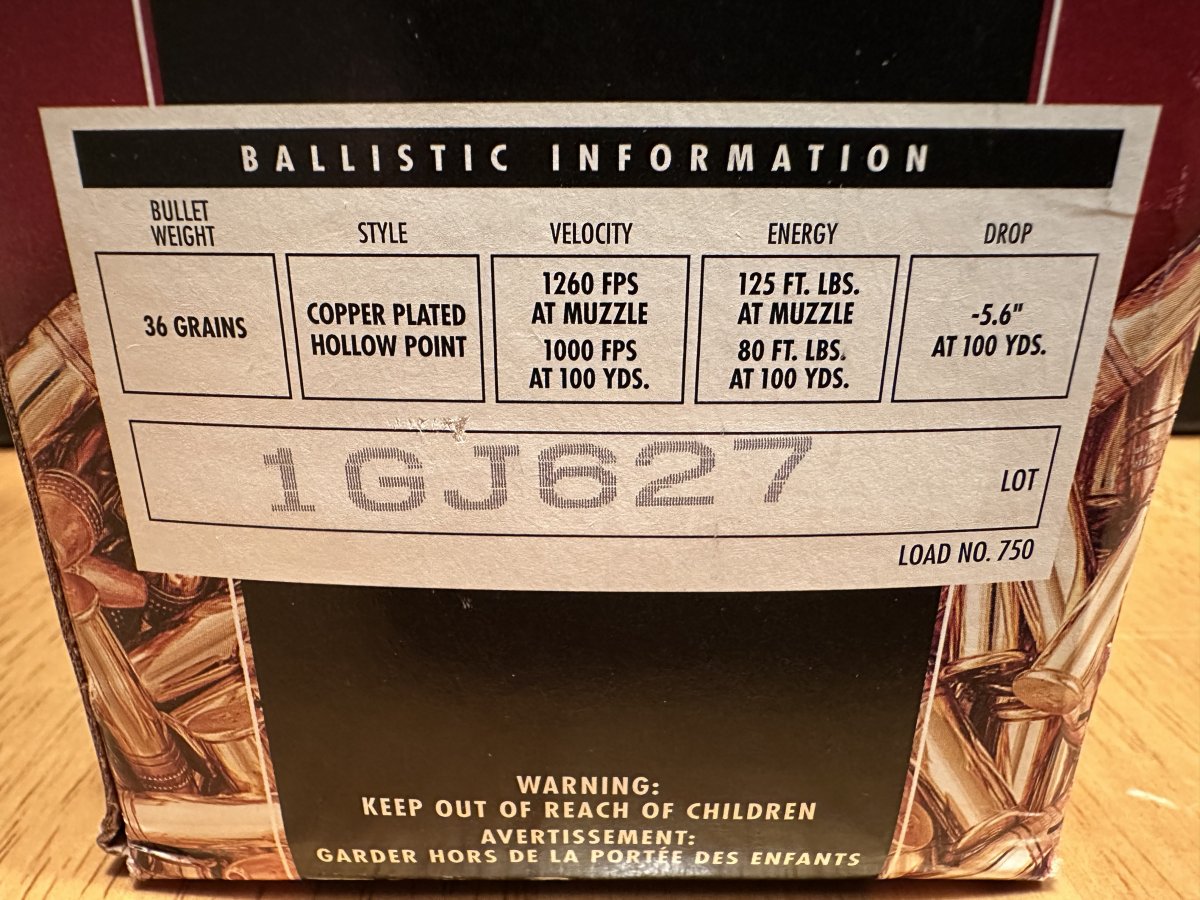 BALLISTIC INFORMATION
BULLET
WEIGHT
STYLE
VELOCITY
ENERGY
DROP
36 GRAINS
COPPER PLATED
HOLLOW POINT
1260 FPS
AT MUZZLE
1000 FPS
AT 100 YDS.
125 FT. LBS.
AT MUZZLE
80 FT. LBS.
AT 100 YDS.
-5.6"
AT 100 YDS.
1GJ627
LOT
LOAD NO. 750
WARNING:
KEEP OUT OF REACH OF CHILDREN
AVERTISSEMENT:
GARDER HORS DE LA PORTÉE DES ENFANTS